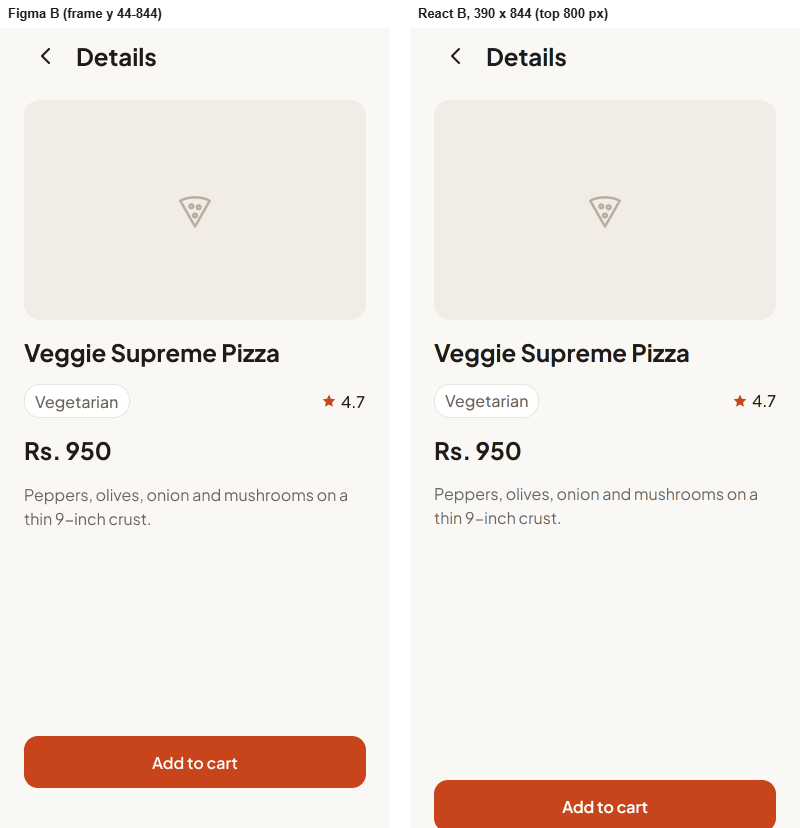 Figma B (frame y 44-844)
Details
Veggie Supreme Pizza
Vegetarian
4.7
Rs. 950
Peppers, olives, onion and mushrooms on a
thin 9–inch crust.
Add to cart
React B, 390 x 844 (top 800 px)
Details
Veggie Supreme Pizza
Vegetarian
4.7
Rs. 950
Peppers, olives, onion and mushrooms on a
thin 9–inch crust.
Add to cart